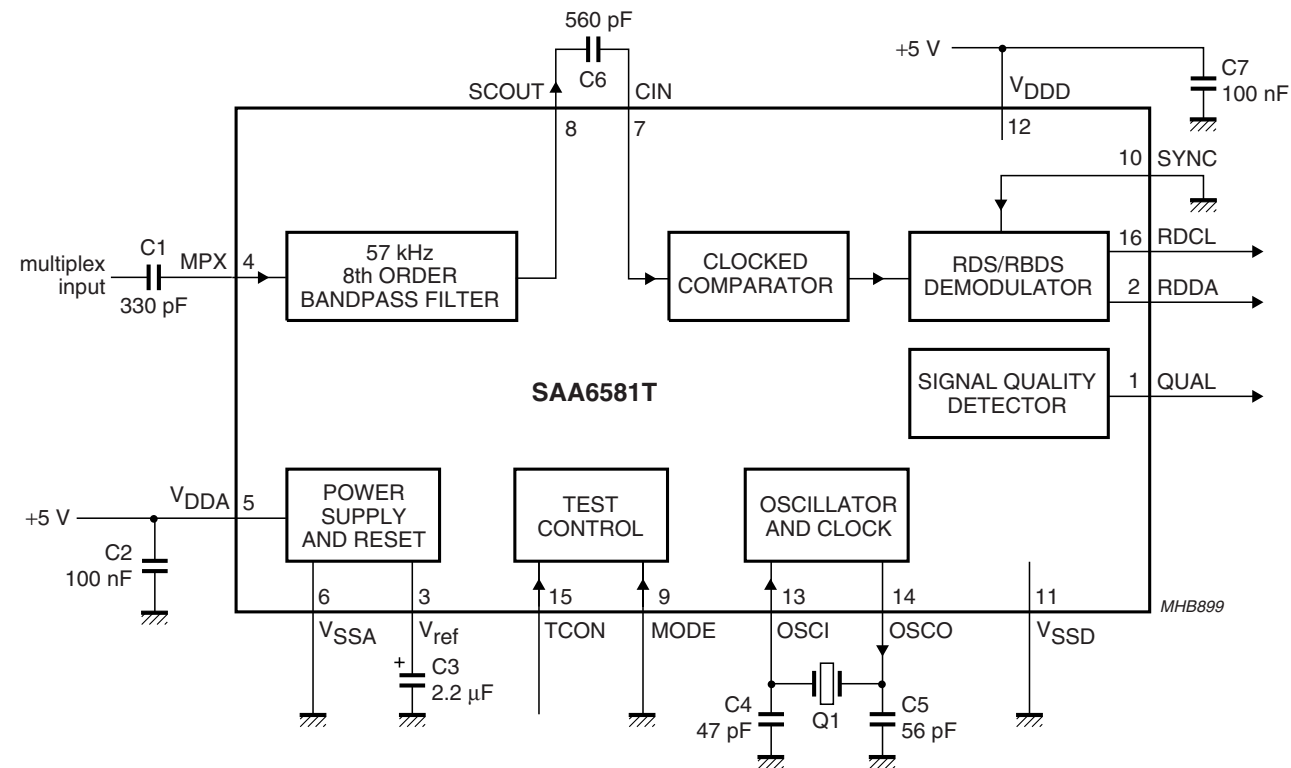 560 pF
C6
+5 V
C7
100 nF
SCOUT
CIN
VDDD
8
7
12
10
SYNC
multiplex
input
C1
330 pF
MPX
4
57 kHz
8th ORDER
BANDPASS FILTER
CLOCKED
COMPARATOR
RDS/RBDS
DEMODULATOR
16
RDCL
2
RDDA
SAA6581T
SIGNAL QUALITY
DETECTOR
1
QUAL
+5 V
VDDA
5
C2
100 nF
POWER
SUPPLY
AND RESET
TEST
CONTROL
OSCILLATOR
AND CLOCK
6
3
15
9
13
14
11
MHB899
VSSA
Vref
TCON
MODE
OSCI
OSCO
VSSD
+
C3
2.2 μF
C4
47 pF
Q1
C5
56 pF